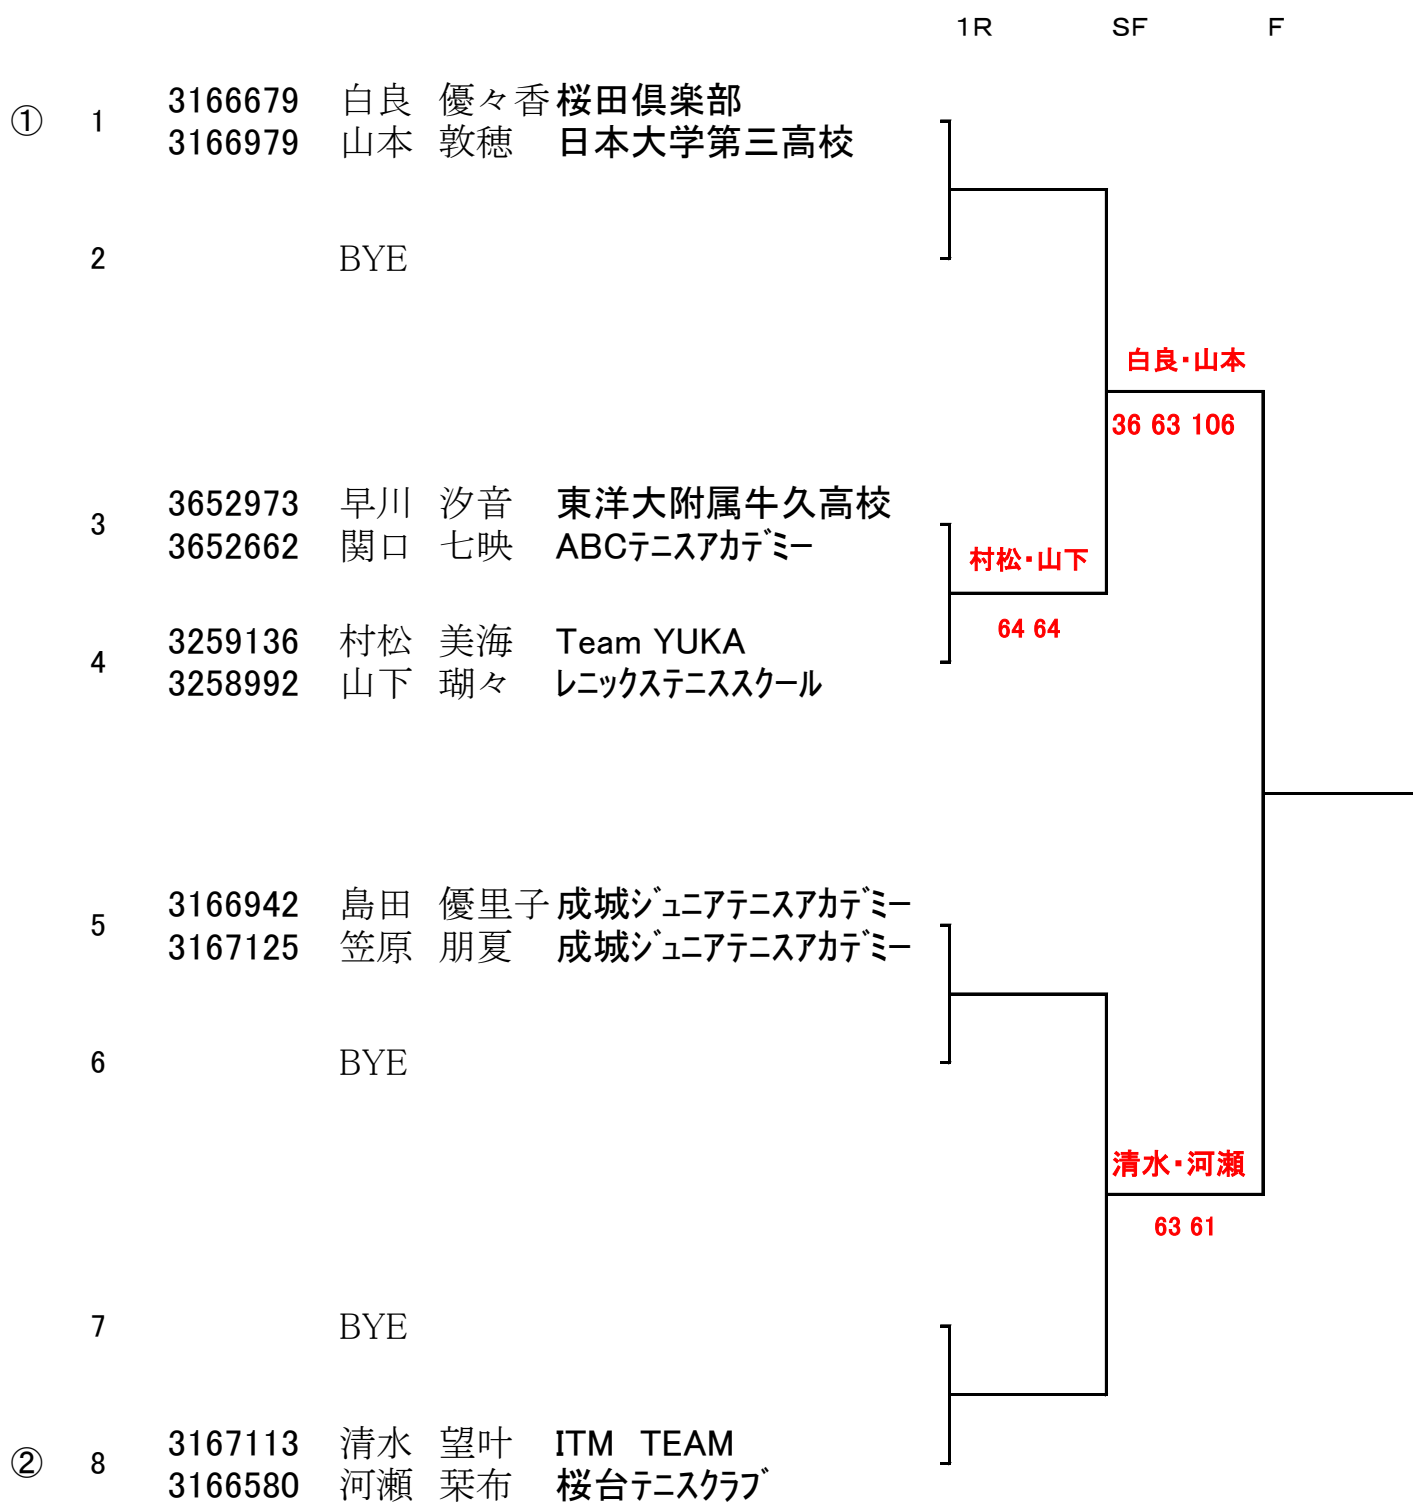 1R SF F
① 1 3166679 白良 優々香 桜田倶楽部
3166979 山本 敦穂 日本大学第三高校
2 BYE
白良・山本
36 63 106
3 3652973 早川 汐音 東洋大附属牛久高校
3652662 関口 七映 ABCﾃﾆｽｱｶﾃﾞﾐｰ
村松・山下
64 64
4 3259136 村松 美海 Team YUKA
3258992 山下 瑚々 ﾚﾆｯｸｽﾃﾆｽｽｸｰﾙ
5 3166942 島田 優里子 成城ｼﾞｭﾆｱﾃﾆｽｱｶﾃﾞﾐｰ
3167125 笠原 朋夏 成城ｼﾞｭﾆｱﾃﾆｽｱｶﾃﾞﾐｰ
6 BYE
清水・河瀬
63 61
7 BYE
② 8 3167113 清水 望叶 ITM TEAM
3166580 河瀬 栞布 桜台ﾃﾆｽｸﾗﾌﾞ